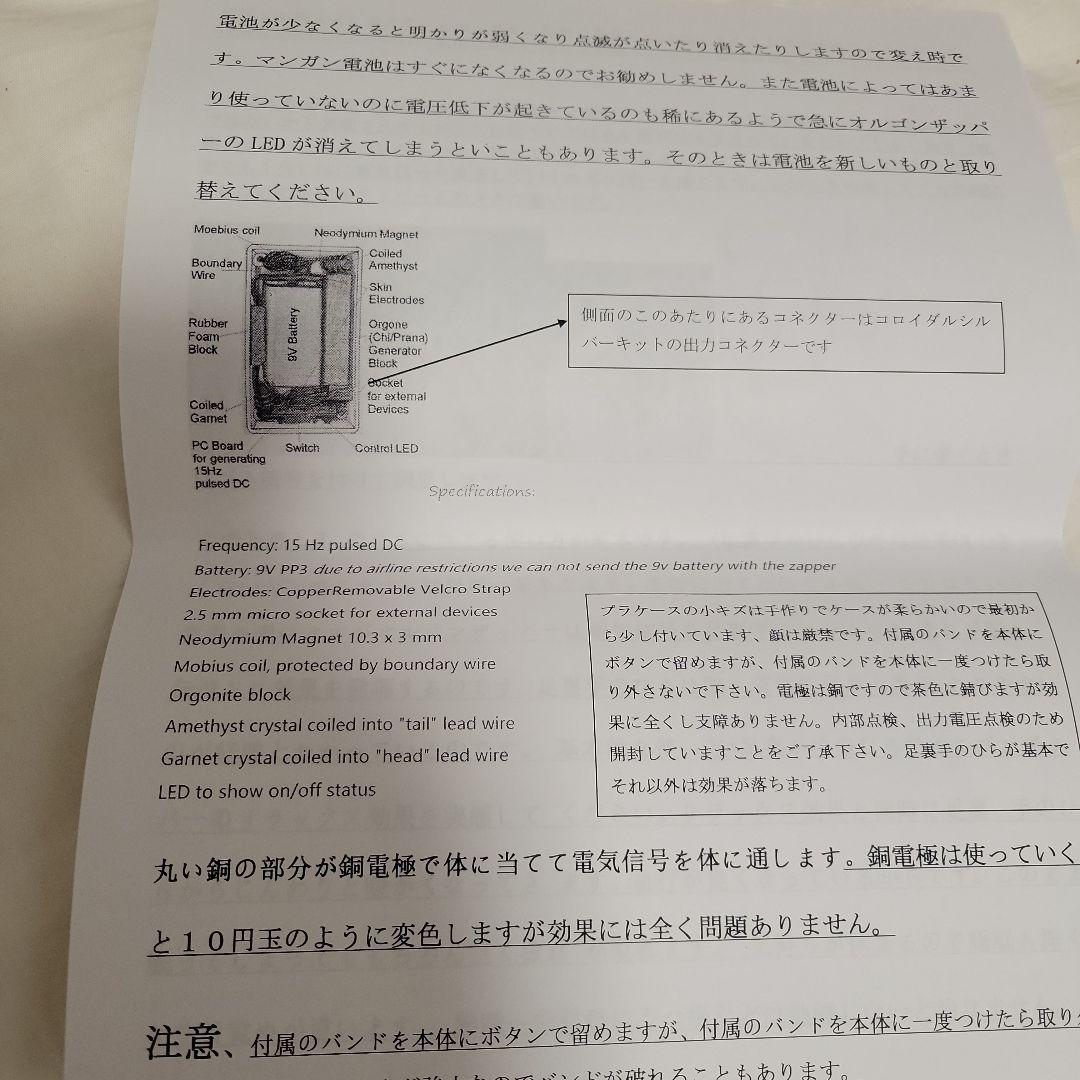 電池が少なくなると明かりが弱くなり点滅が点いたり消えたりしますので変え時で
す。マンガン電池はすぐになくなるのでお勧めしません。また電池によってはあま
り使っていないのに電圧低下が起きているのも稀にあるようで急にオルゴンザッパ
ーのLEDが消えてしまうといこともあります。そのときは電池を新しいものと取り
替えてください。
Moebius coil
Neodymium Magnet
Boundary
Wire
Coiled
Amethyst
Skin
Electrodes
Rubber
Foam
Block
9V Battery
Orgone
(Chi/Prana)
Generator
Block
Socket
for external
Devices
側面のこのあたりにあるコネクターはコロイダルシル
バーキットの出力コネクターです
Coiled
Garnet
PC Board
for generating
15Hz
pulsed DC
Switch
Control LED
Specifications:
Frequency: 15 Hz pulsed DC
Battery: 9V PP3 due to airline restrictions we can not send the 9v battery with the zapper
Electrodes: CopperRemovable Velcro Strap
2.5 mm micro socket for external devices
Neodymium Magnet 10.3 x 3 mm
Mobius coil, protected by boundary wire
Orgonite block
Amethyst crystal coiled into "tail" lead wire
Garnet crystal coiled into "head" lead wire
LED to show on/off status
プラケースの小キズは手作りでケースが柔らかいので最初か
ら少し付いています、顔は厳禁です。付属のバンドを本体に
ボタンで留めますが、付属のバンドを本体に一度つけたら取
り外さないで下さい。電極は銅ですので茶色に錆びますが効
果に全くし支障ありません。内部点検、出力電圧点検のため
開封していますことをご了承下さい。足裏手のひらが基本で
それ以外は効果が落ちます。
丸い銅の部分が銅電極で体に当てて電気信号を体に通します。銅電極は使っていく
と１０円玉のように変色しますが効果には全く問題ありません。
注意、付属のバンドを本体にボタンで留めますが、付属のバンドを本体に一度つけたら取り
なのでバンドが破れることもあります。